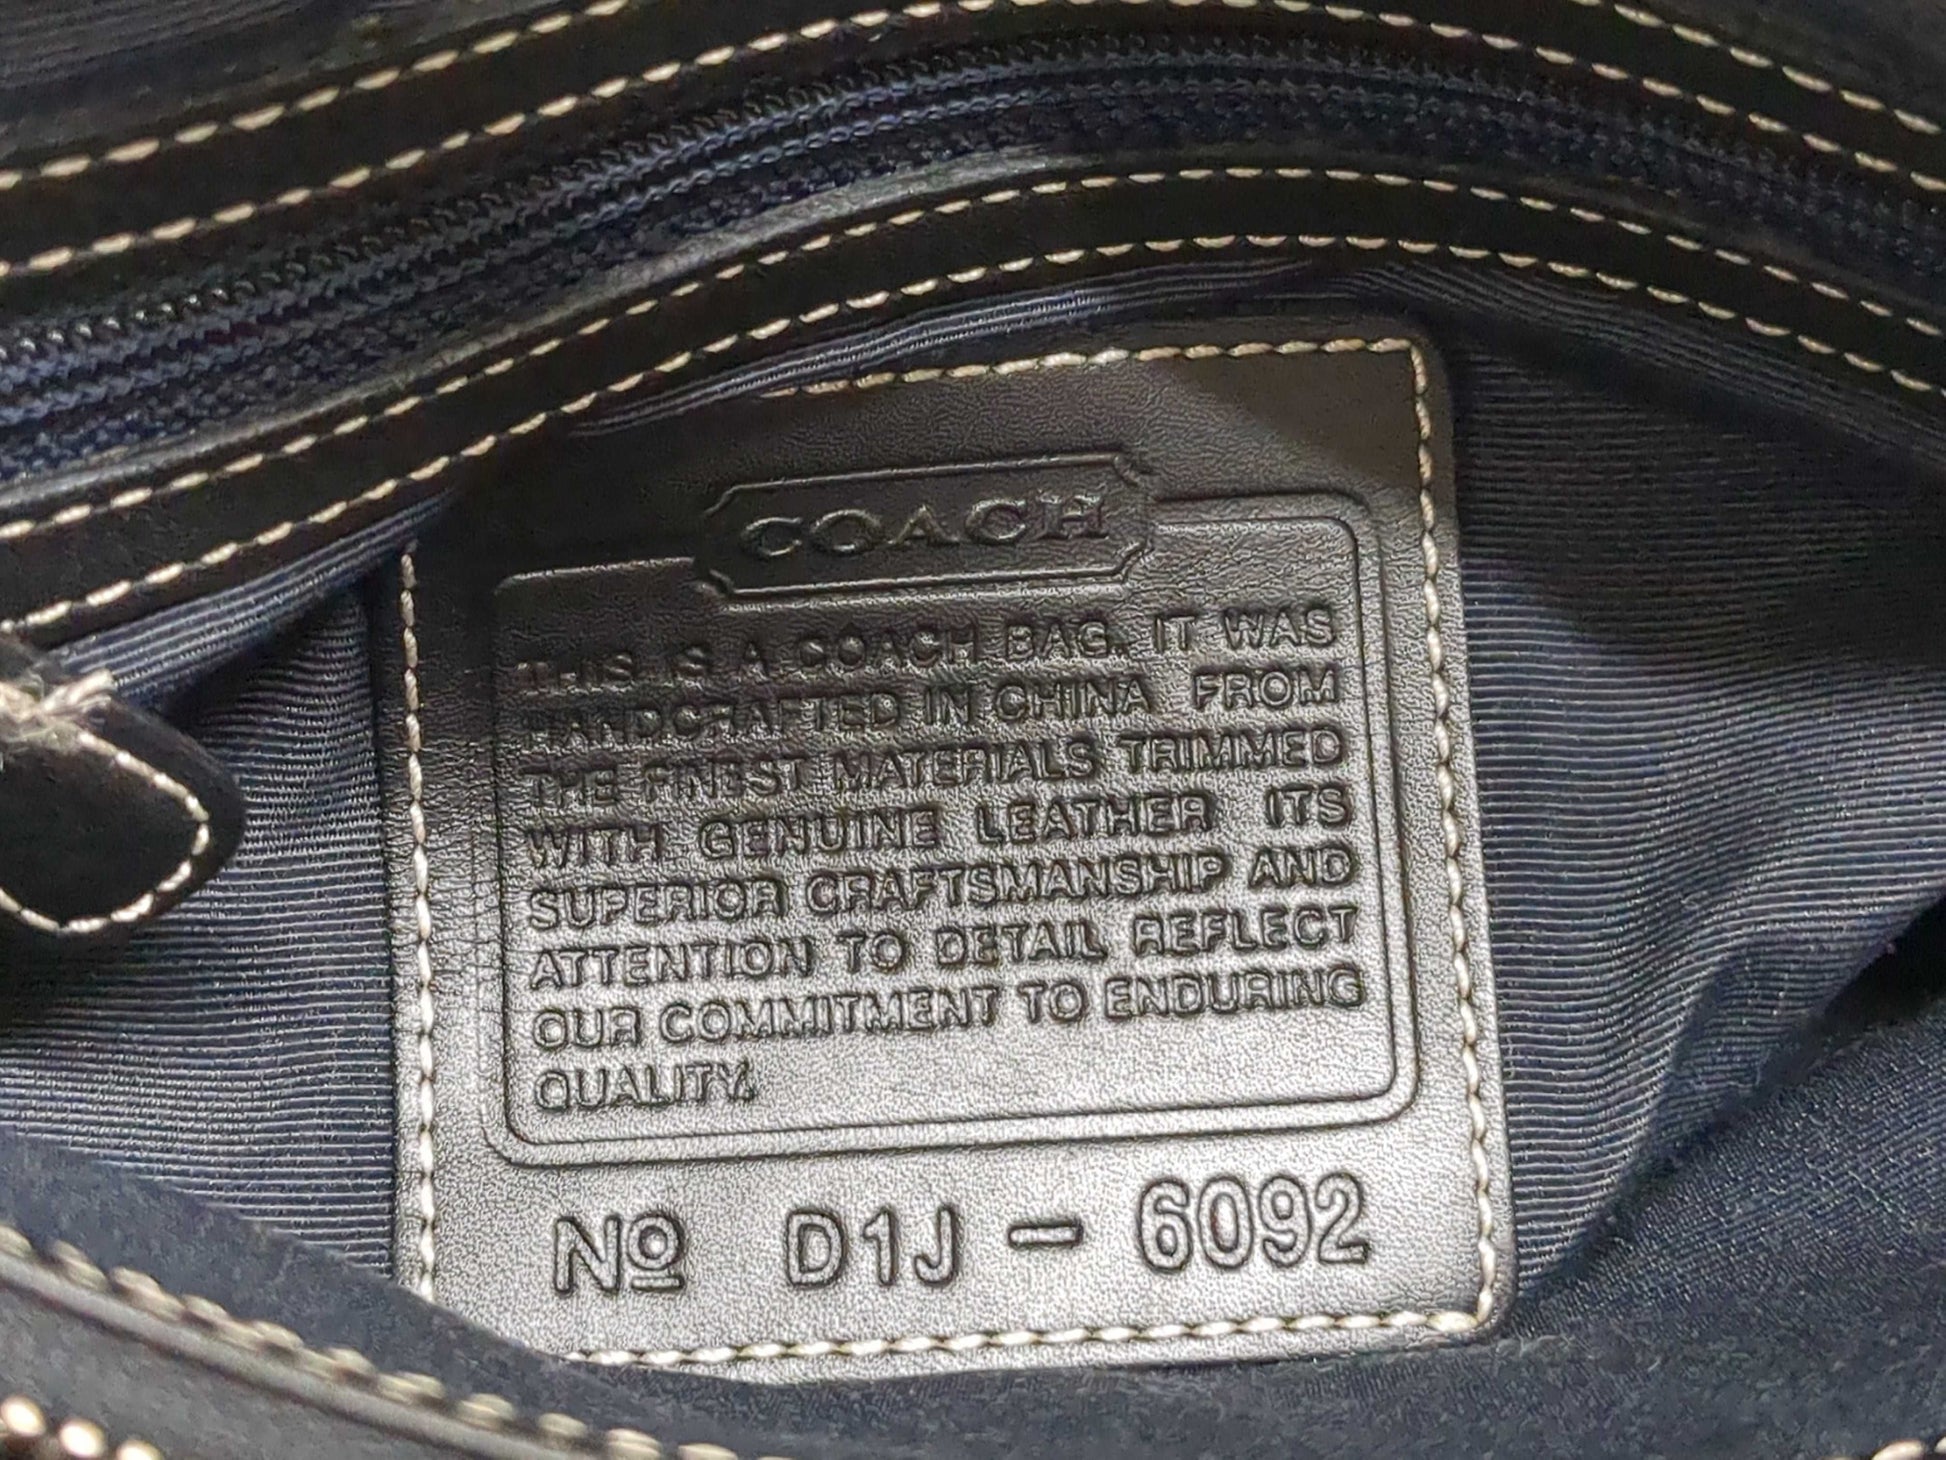 COACH
THIS IS A COACH BAG. IT WAS
HANDCRAFTED IN CHINA FROM
THE FINEST MATERIALS TRIMMED
WITH GENUINE LEATHER ITS
SUPERIOR CRAFTSMANSHIP AND
ATTENTION TO DETAIL REFLECT
OUR COMMITMENT TO ENDURING
QUALITY.
Nº D1J - 6092